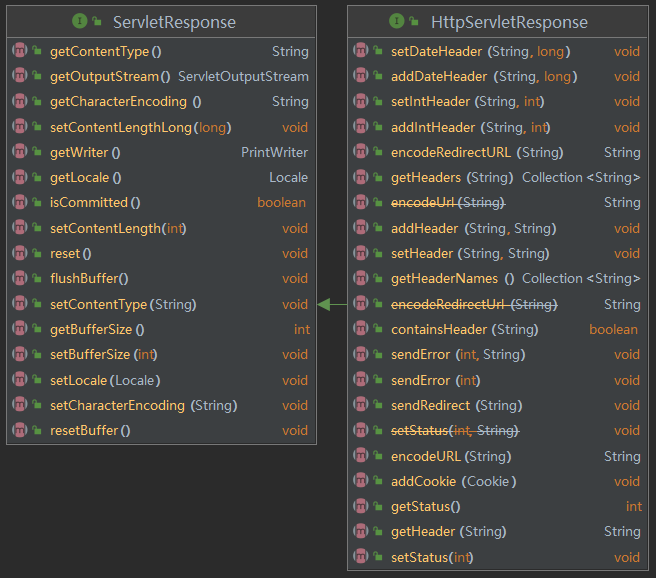 ServletResponse
getContentType() String
getOutputStream() ServletOutputStream
getCharacterEncoding () String
setContentLengthLong(long) void
getWriter() PrintWriter
getLocale() Locale
isCommitted() boolean
setContentLength(int) void
reset() void
flushBuffer() void
setContentType(String) void
getBufferSize() int
setBufferSize(int) void
setLocale(Locale) void
setCharacterEncoding (String) void
resetBuffer() void
HttpServletResponse
setDateHeader (String, long) void
addDateHeader (String, long) void
setIntHeader (String, int) void
addIntHeader (String, int) void
encodeRedirectURL (String) String
getHeaders (String) Collection <String>
encodeUrl(String) String
addHeader (String, String) void
setHeader (String, String) void
getHeaderNames () Collection <String>
encodeRedirectUrl (String) String
containsHeader (String) boolean
sendError (int, String) void
sendError (int) void
sendRedirect (String) void
setStatus(int, String) void
encodeURL (String) String
addCookie (Cookie) void
getStatus() int
getHeader (String) String
setStatus(int) void